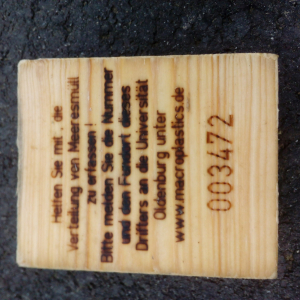 Helfen Sie mit, die
Verteilung von Meeresmüll
zu erfassen!
Bitte melden Sie die Nummer
und den Fundort dieses
Drifters an die Universität
Oldenburg unter
www.macroplastics.de
003472